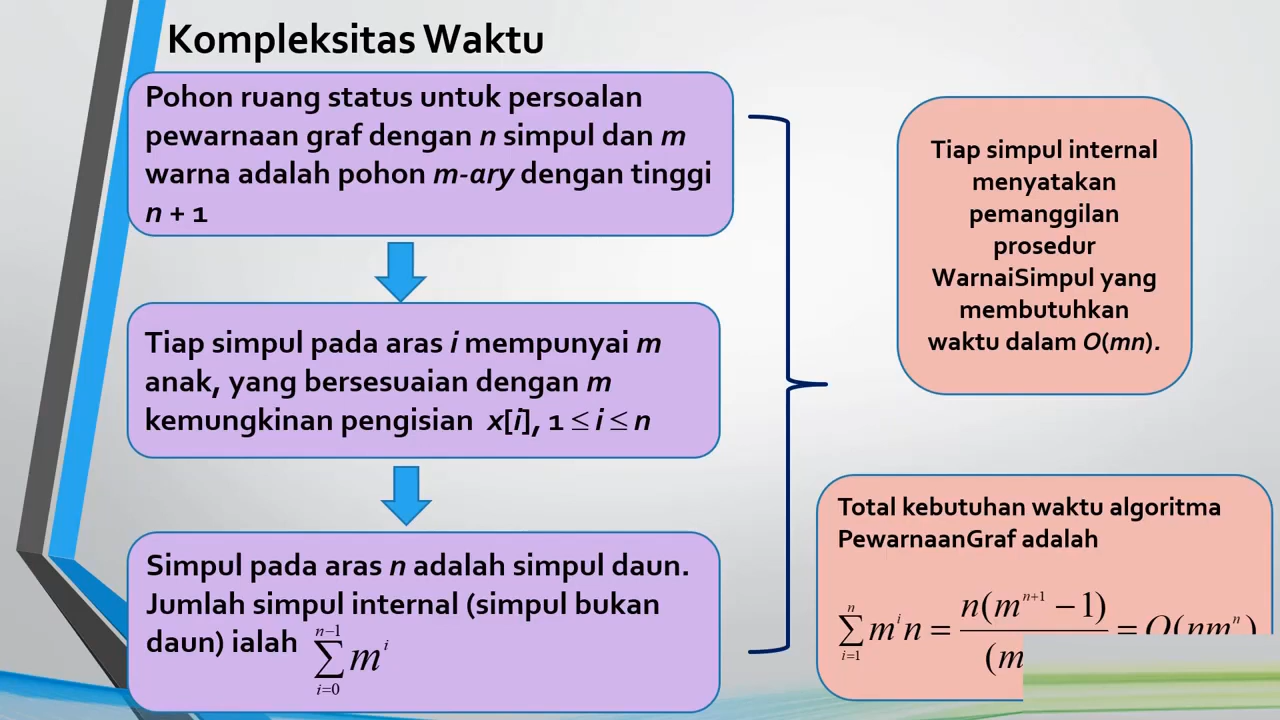 Kompleksitas Waktu
Pohon ruang status untuk persoalan
pewarnaan graf dengan n simpul dan m
warna adalah pohon m-ary dengan tinggi
n + 1
Tiap simpul pada aras i mempunyai m
anak, yang bersesuaian dengan m
kemungkinan pengisian x[i], 1 ≤ i ≤ n
Simpul pada aras n adalah simpul daun.
Jumlah simpul internal (simpul bukan
daun) ialah ∑_{i=0}^{n−1} m^i
Tiap simpul internal
menyatakan
pemanggilan
prosedur
WarnaiSimpul yang
membutuhkan
waktu dalam O(mn).
Total kebutuhan waktu algoritma
PewarnaanGraf adalah
∑_{i=1}^{n} m^i n = n(m^{n+1} − 1) / (m = O(nm^n)